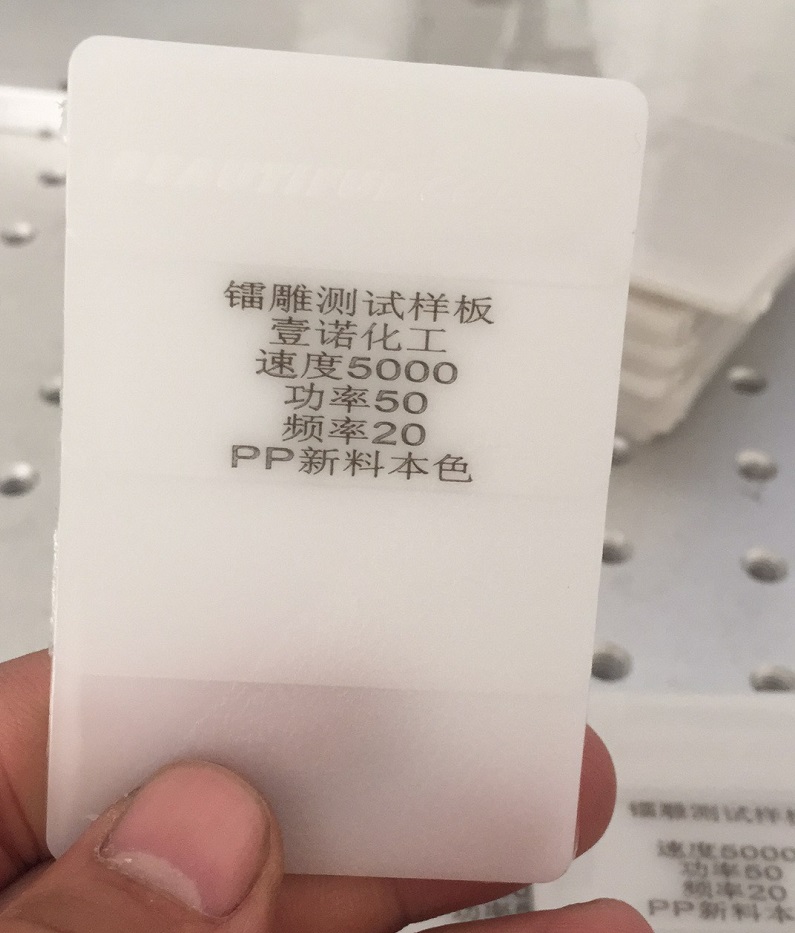 BEAUTIFUL
镭雕测试样板
壹诺化工
速度5000
功率50
频率20
PP新料本色
镭雕测试样板
速度5000
功率50
频率20
PP新料本